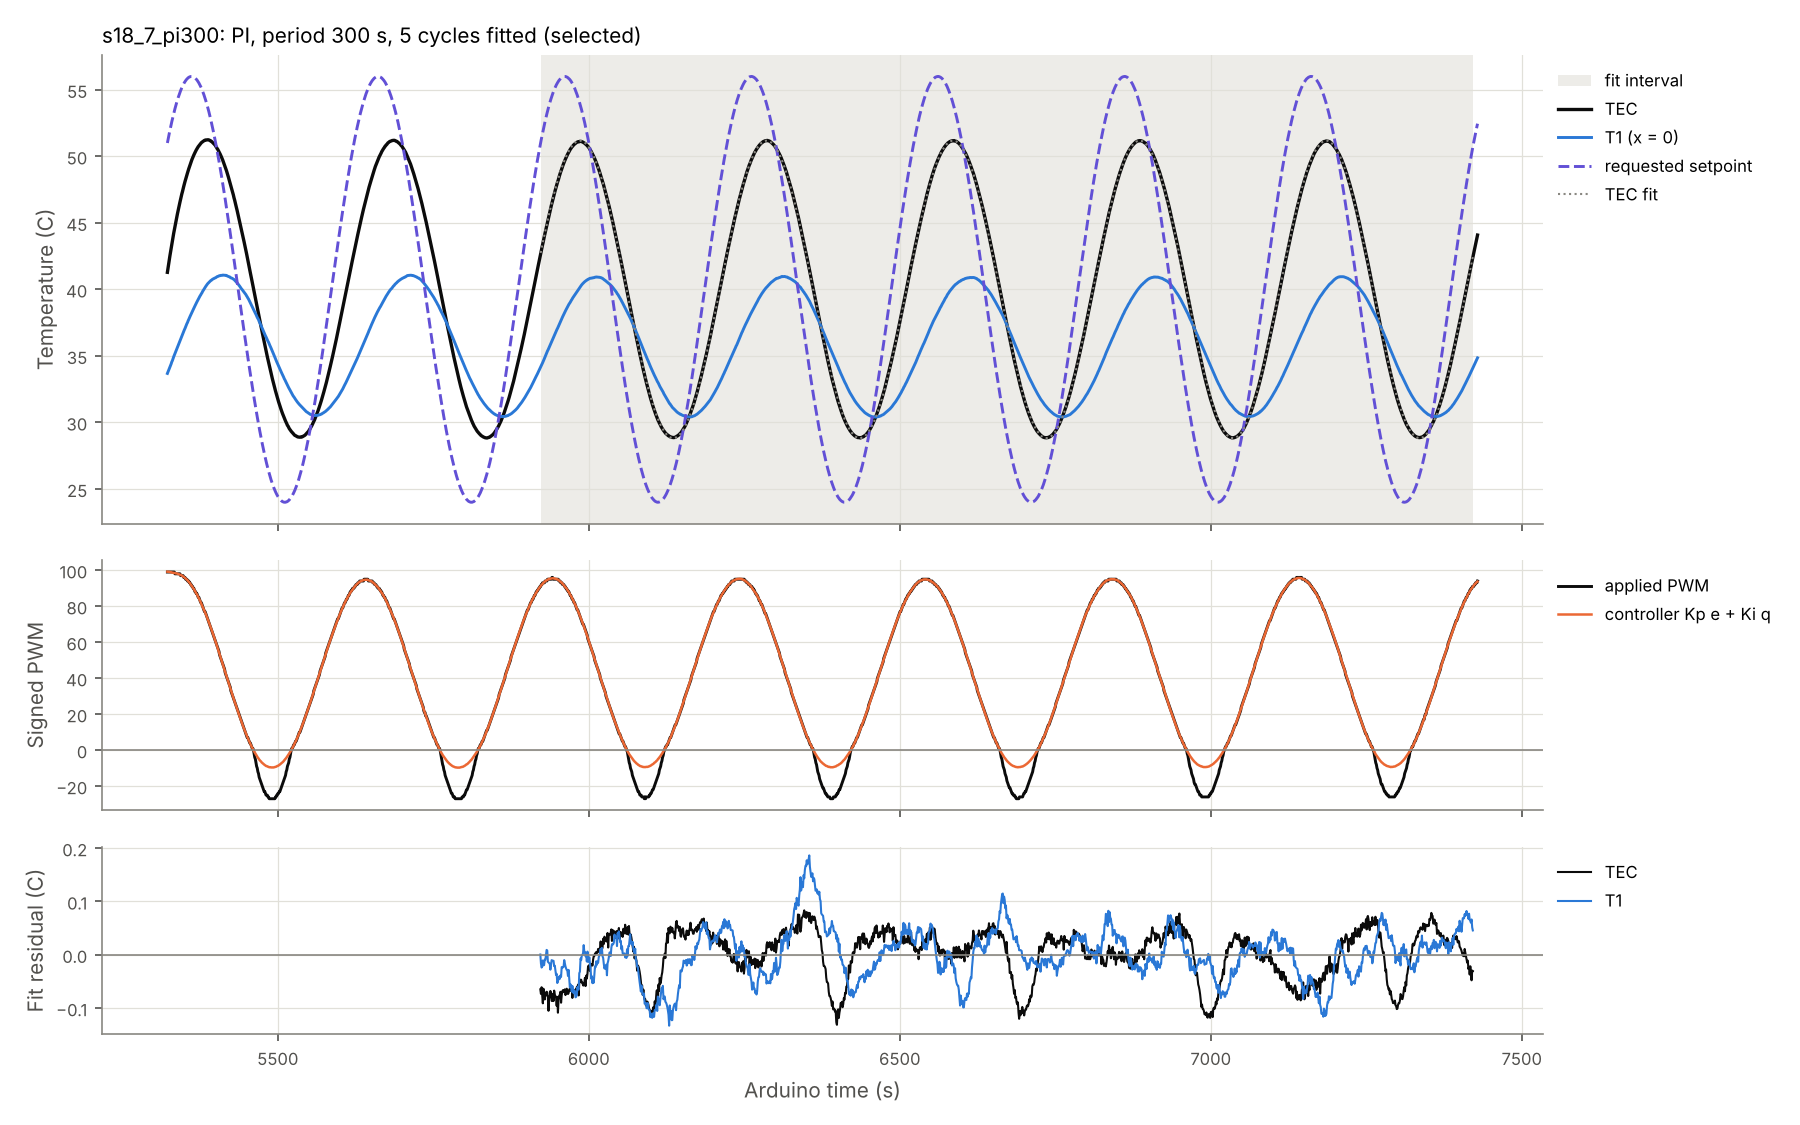 s18_7_pi300: PI, period 300 s, 5 cycles fitted (selected)
Temperature (C)
55
50
45
40
35
30
25
fit interval
TEC
T1 (x = 0)
requested setpoint
TEC fit
Signed PWM
100
80
60
40
20
0
−20
applied PWM
controller Kp e + Ki q
Fit residual (C)
0.2
0.1
0.0
−0.1
TEC
T1
5500
6000
6500
7000
7500
Arduino time (s)